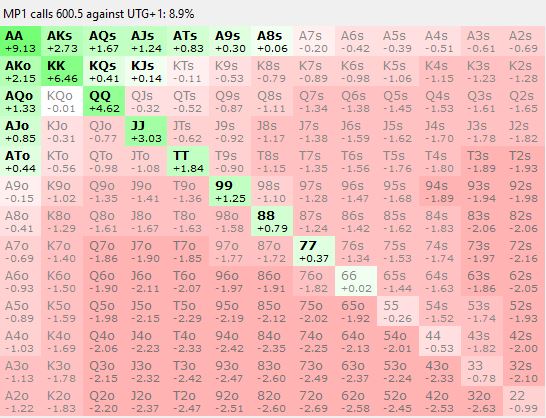 MP1 calls 600.5 against UTG+1: 8.9%
AA AKs AQs AJs ATs A9s A8s A7s A6s A5s A4s A3s A2s
+9.13 +2.73 +1.67 +1.24 +0.83 +0.30 +0.06 -0.20 -0.42 -0.39 -0.51 -0.61 -0.69
AKo KK KQs KJs KTs K9s K8s K7s K6s K5s K4s K3s K2s
+2.15 +6.46 +0.41 +0.14 -0.11 -0.53 -0.79 -0.89 -0.98 -1.06 -1.15 -1.23 -1.28
AQo KQo QQ QJs QTs Q9s Q8s Q7s Q6s Q5s Q4s Q3s Q2s
+1.33 -0.01 +4.62 -0.32 -0.52 -0.87 -1.11 -1.34 -1.38 -1.45 -1.53 -1.61 -1.65
AJo KJo QJo JJ JTs J9s J8s J7s J6s J5s J4s J3s J2s
+0.85 -0.31 -0.77 +3.03 -0.62 -0.92 -1.17 -1.38 -1.59 -1.62 -1.70 -1.78 -1.82
ATo KTo QTo JTo TT T9s T8s T7s T6s T5s T4s T3s T2s
+0.44 -0.56 -0.98 -1.08 +1.84 -0.90 -1.15 -1.35 -1.56 -1.76 -1.80 -1.89 -1.93
A9o K9o Q9o J9o T9o 99 98s 97s 96s 95s 94s 93s 92s
-0.15 -1.02 -1.35 -1.41 -1.36 +1.25 -1.10 -1.28 -1.47 -1.68 -1.89 -1.94 -1.98
A8o K8o Q8o J8o T8o 98o 88 87s 86s 85s 84s 83s 82s
-0.41 -1.29 -1.61 -1.67 -1.63 -1.58 +0.79 -1.24 -1.42 -1.62 -1.83 -2.06 -2.06
A7o K7o Q7o J7o T7o 97o 87o 77 76s 75s 74s 73s 72s
-0.69 -1.40 -1.86 -1.90 -1.85 -1.77 -1.72 +0.37 -1.34 -1.53 -1.74 -1.97 -2.16
A6o K6o Q6o J6o T6o 96o 86o 76o 66 65s 64s 63s 62s
-0.93 -1.50 -1.90 -2.11 -2.07 -1.97 -1.91 -1.82 +0.02 -1.44 -1.63 -1.86 -2.05
A5o K5o Q5o J5o T5o 95o 85o 75o 65o 55 54s 53s 52s
-0.89 -1.59 -1.98 -2.15 -2.29 -2.19 -2.12 -2.02 -1.92 -0.26 -1.52 -1.74 -1.93
A4o K4o Q4o J4o T4o 94o 84o 74o 64o 54o 44 43s 42s
-1.03 -1.69 -2.06 -2.23 -2.33 -2.42 -2.35 -2.25 -2.13 -2.01 -0.53 -1.82 -2.00
A3o K3o Q3o J3o T3o 93o 83o 73o 63o 53o 43o 33 32s
-1.13 -1.78 -2.15 -2.32 -2.42 -2.47 -2.60 -2.49 -2.37 -2.24 -2.33 -0.78 -2.10
A2o K2o Q2o J2o T2o 92o 82o 72o 62o 52o 42o 32o 22
-1.22 -1.83 -2.20 -2.37 -2.47 -2.51 -2.60 -2.69 -2.58 -2.45 -2.53 -2.63 -0.99